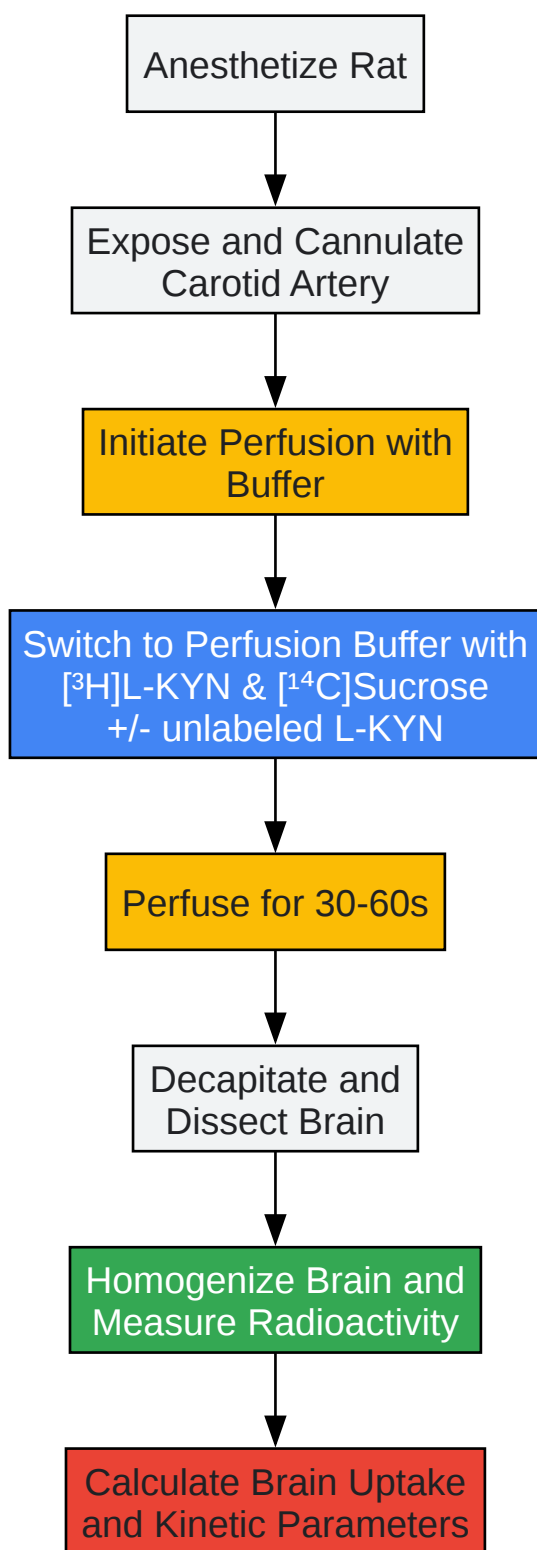 Anesthetize Rat
Expose and Cannulate
Carotid Artery
Initiate Perfusion with
Buffer
Switch to Perfusion Buffer with
[³H]L-KYN & [¹⁴C]Sucrose
+/- unlabeled L-KYN
Perfuse for 30-60s
Decapitate and
Dissect Brain
Homogenize Brain and
Measure Radioactivity
Calculate Brain Uptake
and Kinetic Parameters